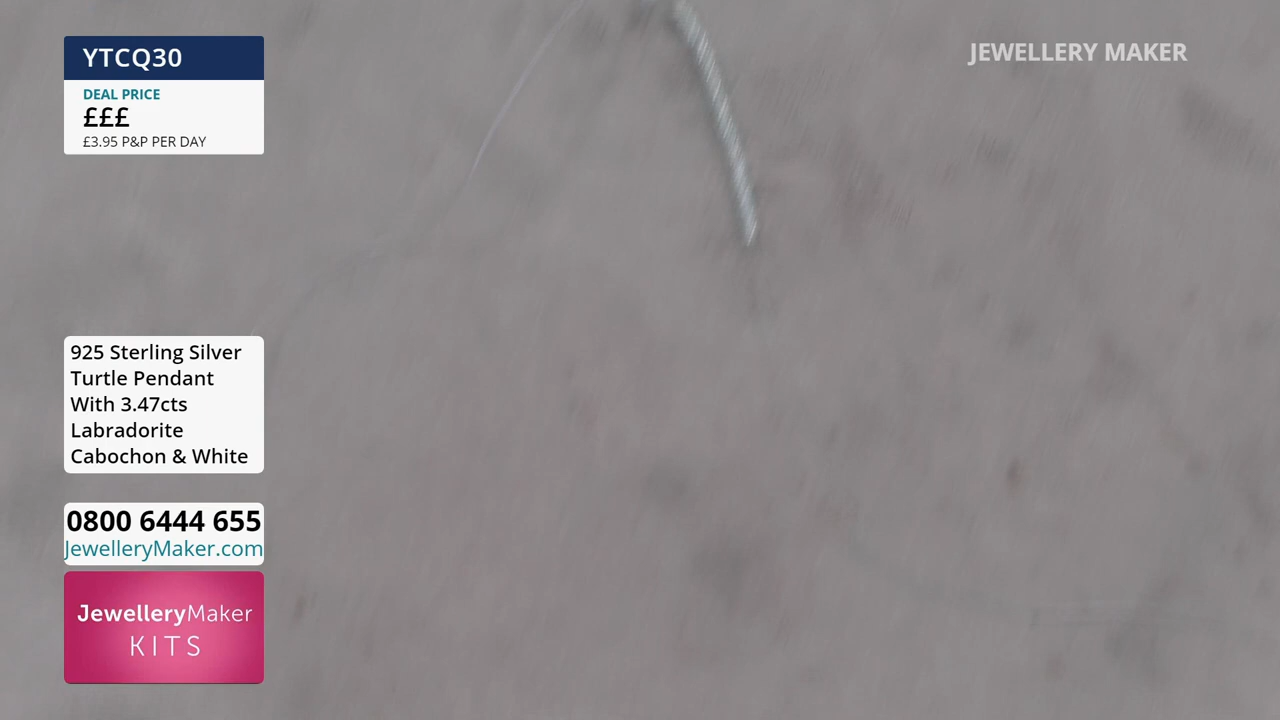 YTCQ30
DEAL PRICE
£££
£3.95 P&P PER DAY
JEWELLERY MAKER
925 Sterling Silver
Turtle Pendant
With 3.47cts
Labradorite
Cabochon & White
0800 6444 655
JewelleryMaker.com
JewelleryMaker
KITS